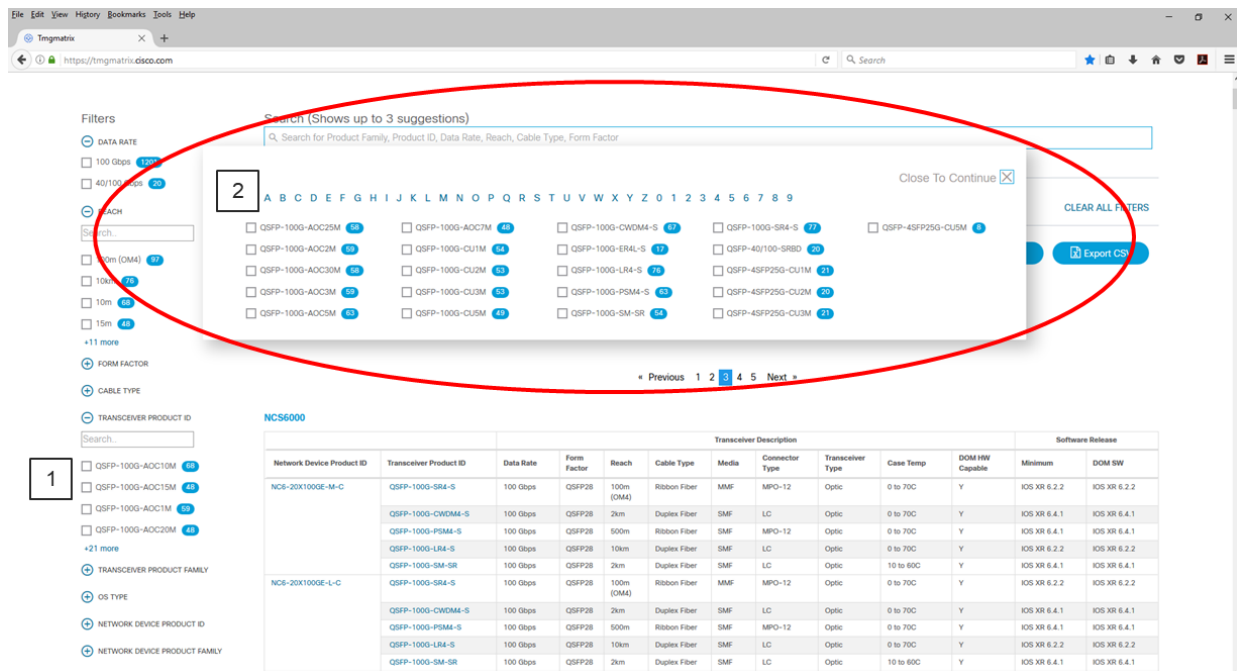 File Edit View History Bookmarks Tools Help
Tmgmatrix
https://tmgmatrix.cisco.com
Search
Filters
DATA RATE
100 Gbps
40/100 Gbps 20
REACH
Search..
100m (OM4) 97
10km 76
10m 68
15m 48
+11 more
FORM FACTOR
CABLE TYPE
TRANSCEIVER PRODUCT ID
Search..
1
QSFP-100G-AOC10M 68
QSFP-100G-AOC15M 48
QSFP-100G-AOC1M 59
QSFP-100G-AOC20M 48
+21 more
TRANSCEIVER PRODUCT FAMILY
OS TYPE
NETWORK DEVICE PRODUCT ID
NETWORK DEVICE PRODUCT FAMILY
Search (Shows up to 3 suggestions)
Search for Product Family, Product ID, Data Rate, Reach, Cable Type, Form Factor
Close To Continue
2
A B C D E F G H I J K L M N O P Q R S T U V W X Y Z 0 1 2 3 4 5 6 7 8 9
QSFP-100G-AOC25M 58 QSFP-100G-AOC7M 48 QSFP-100G-CWDM4-S 67 QSFP-100G-SR4-S 77 QSFP-4SFP25G-CU5M 8
QSFP-100G-AOC2M 59 QSFP-100G-CU1M 54 QSFP-100G-ER4L-S 17 QSFP-40/100-SRBD 20
QSFP-100G-AOC30M 58 QSFP-100G-CU2M 53 QSFP-100G-LR4-S 76 QSFP-4SFP25G-CU1M 21
QSFP-100G-AOC3M 59 QSFP-100G-CU3M 53 QSFP-100G-PSM4-S 63 QSFP-4SFP25G-CU2M 20
QSFP-100G-AOC5M 63 QSFP-100G-CU5M 49 QSFP-100G-SM-SR 54 QSFP-4SFP25G-CU3M 21
CLEAR ALL FILTERS
Export CSV
« Previous 1 2 3 4 5 Next »
NCS6000
Transceiver Description Software Release
Network Device Product ID Transceiver Product ID Data Rate Form Factor Reach Cable Type Media Connector Type Transceiver Type Case Temp DOM HW Capable Minimum DOM SW
NC6-20X100GE-M-C QSFP-100G-SR4-S 100 Gbps QSFP28 100m (OM4) Ribbon Fiber MMF MPO-12 Optic 0 to 70C Y IOS XR 6.2.2 IOS XR 6.2.2
QSFP-100G-CWDM4-S 100 Gbps QSFP28 2km Duplex Fiber SMF LC Optic 0 to 70C Y IOS XR 6.4.1 IOS XR 6.4.1
QSFP-100G-PSM4-S 100 Gbps QSFP28 500m Ribbon Fiber SMF MPO-12 Optic 0 to 70C Y IOS XR 6.4.1 IOS XR 6.4.1
QSFP-100G-LR4-S 100 Gbps QSFP28 10km Duplex Fiber SMF LC Optic 0 to 70C Y IOS XR 6.2.2 IOS XR 6.2.2
QSFP-100G-SM-SR 100 Gbps QSFP28 2km Duplex Fiber SMF LC Optic 10 to 60C Y IOS XR 6.4.1 IOS XR 6.4.1
NC6-20X100GE-L-C QSFP-100G-SR4-S 100 Gbps QSFP28 100m (OM4) Ribbon Fiber MMF MPO-12 Optic 0 to 70C Y IOS XR 6.2.2 IOS XR 6.2.2
QSFP-100G-CWDM4-S 100 Gbps QSFP28 2km Duplex Fiber SMF LC Optic 0 to 70C Y IOS XR 6.4.1 IOS XR 6.4.1
QSFP-100G-PSM4-S 100 Gbps QSFP28 500m Ribbon Fiber SMF MPO-12 Optic 0 to 70C Y IOS XR 6.4.1 IOS XR 6.4.1
QSFP-100G-LR4-S 100 Gbps QSFP28 10km Duplex Fiber SMF LC Optic 0 to 70C Y IOS XR 6.4.1 IOS XR 6.4.1
QSFP-100G-SM-SR 100 Gbps QSFP28 2km Duplex Fiber SMF LC Optic 10 to 60C Y IOS XR 6.4.1 IOS XR 6.4.1